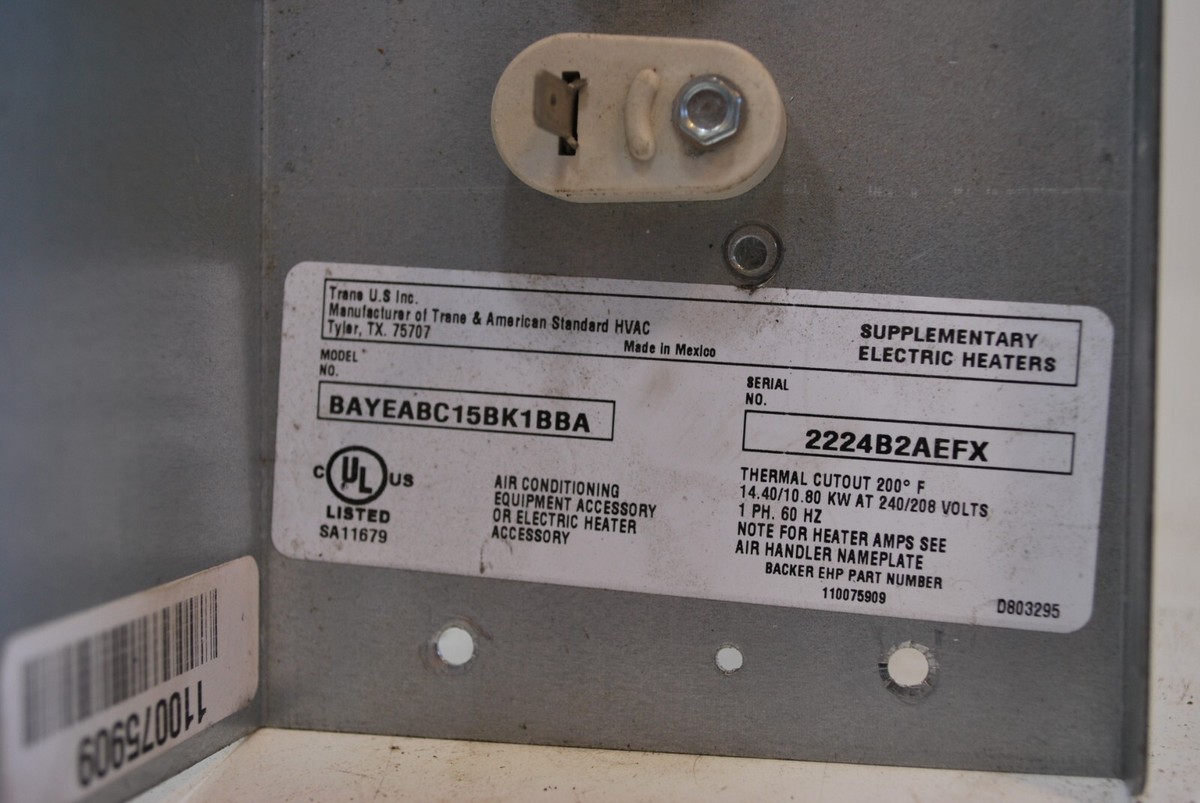 Trane U.S Inc.
Manufacturer of Trane & American Standard HVAC
Tyler, TX. 75707
Made in Mexico
SUPPLEMENTARY
ELECTRIC HEATERS
MODEL
NO.
BAYEABC15BK1BBA
SERIAL
NO.
2224B2AEFX
C UL US
LISTED
SA11679
AIR CONDITIONING
EQUIPMENT ACCESSORY
OR ELECTRIC HEATER
ACCESSORY
THERMAL CUTOUT 200° F
14.40/10.80 KW AT 240/208 VOLTS
1 PH. 60 HZ
NOTE FOR HEATER AMPS SEE
AIR HANDLER NAMEPLATE
BACKER EHP PART NUMBER
110075909
D803295
110075909